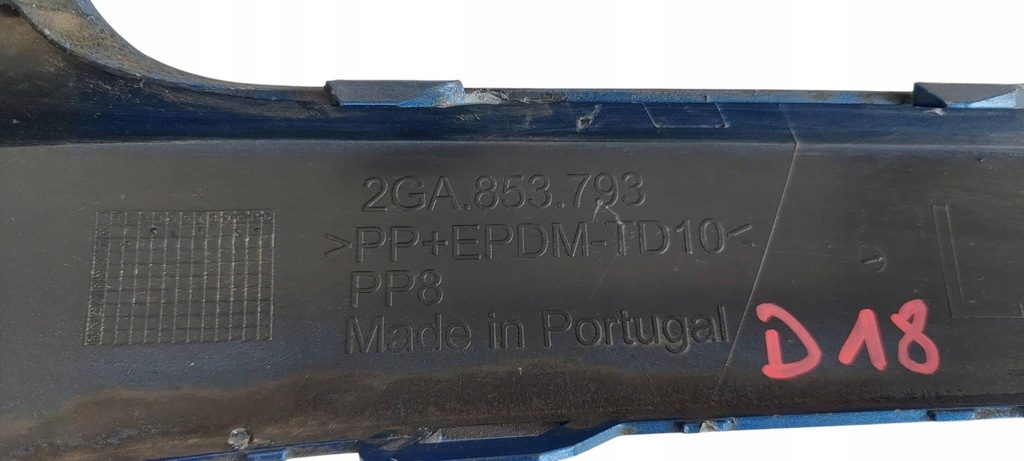 2GA.853.793
>PP+EPDM-TD10<
PP8
Made in Portugal
D18